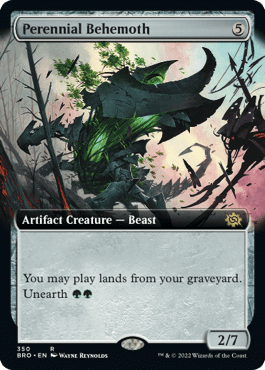 Perennial Behemoth 5
Artifact Creature — Beast
You may play lands from your graveyard.
Unearth
2/7
350 R
BRO • EN Wayne Reynolds
™ & © 2022 Wizards of the Coast